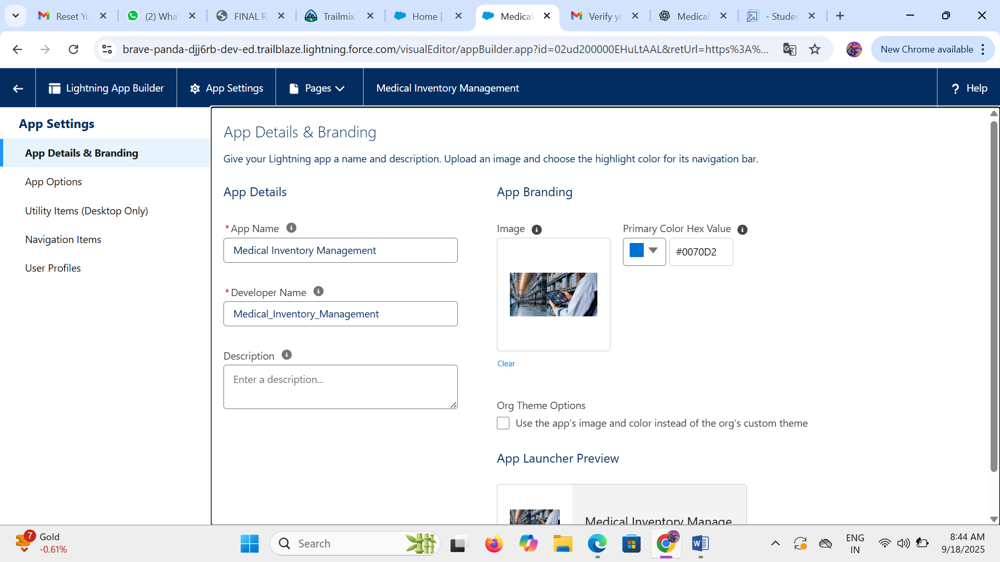 Reset Yo
(2) What
FINAL R
Trailmix
Home |
Medical
Verify yo
Medical
- Studen
brave-panda-djj6rb-dev-ed.trailblaze.lightning.force.com/visualEditor/appBuilder.app?id=02ud200000EHuLtAAL&retUrl=https%3A%...
New Chrome available
Lightning App Builder
App Settings
Pages
Medical Inventory Management
? Help
App Settings
App Details & Branding
App Options
Utility Items (Desktop Only)
Navigation Items
User Profiles
App Details & Branding
Give your Lightning app a name and description. Upload an image and choose the highlight color for its navigation bar.
App Details
App Branding
*App Name
Medical Inventory Management
*Developer Name
Medical_Inventory_Management
Description
Enter a description...
Image
Primary Color Hex Value
#0070D2
Clear
Org Theme Options
Use the app's image and color instead of the org's custom theme
App Launcher Preview
Medical Inventory Manage
7
Gold
-0.61%
Search
ENG
IN
8:44 AM
9/18/2025